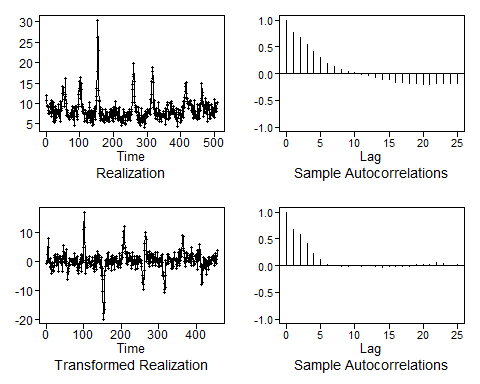 30
25
20
15
10
5
0 100 200 300 400 500
Time
Realization
1.0
0.5
0.0
-0.5
-1.0
0 5 10 15 20 25
Lag
Sample Autocorrelations
10
0
-10
-20
0 100 200 300 400
Time
Transformed Realization
1.0
0.5
0.0
-0.5
-1.0
0 5 10 15 20 25
Lag
Sample Autocorrelations